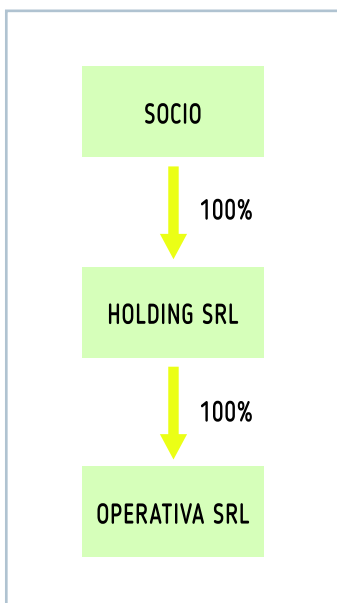 SOCIO
100%
HOLDING SRL
100%
OPERATIVA SRL